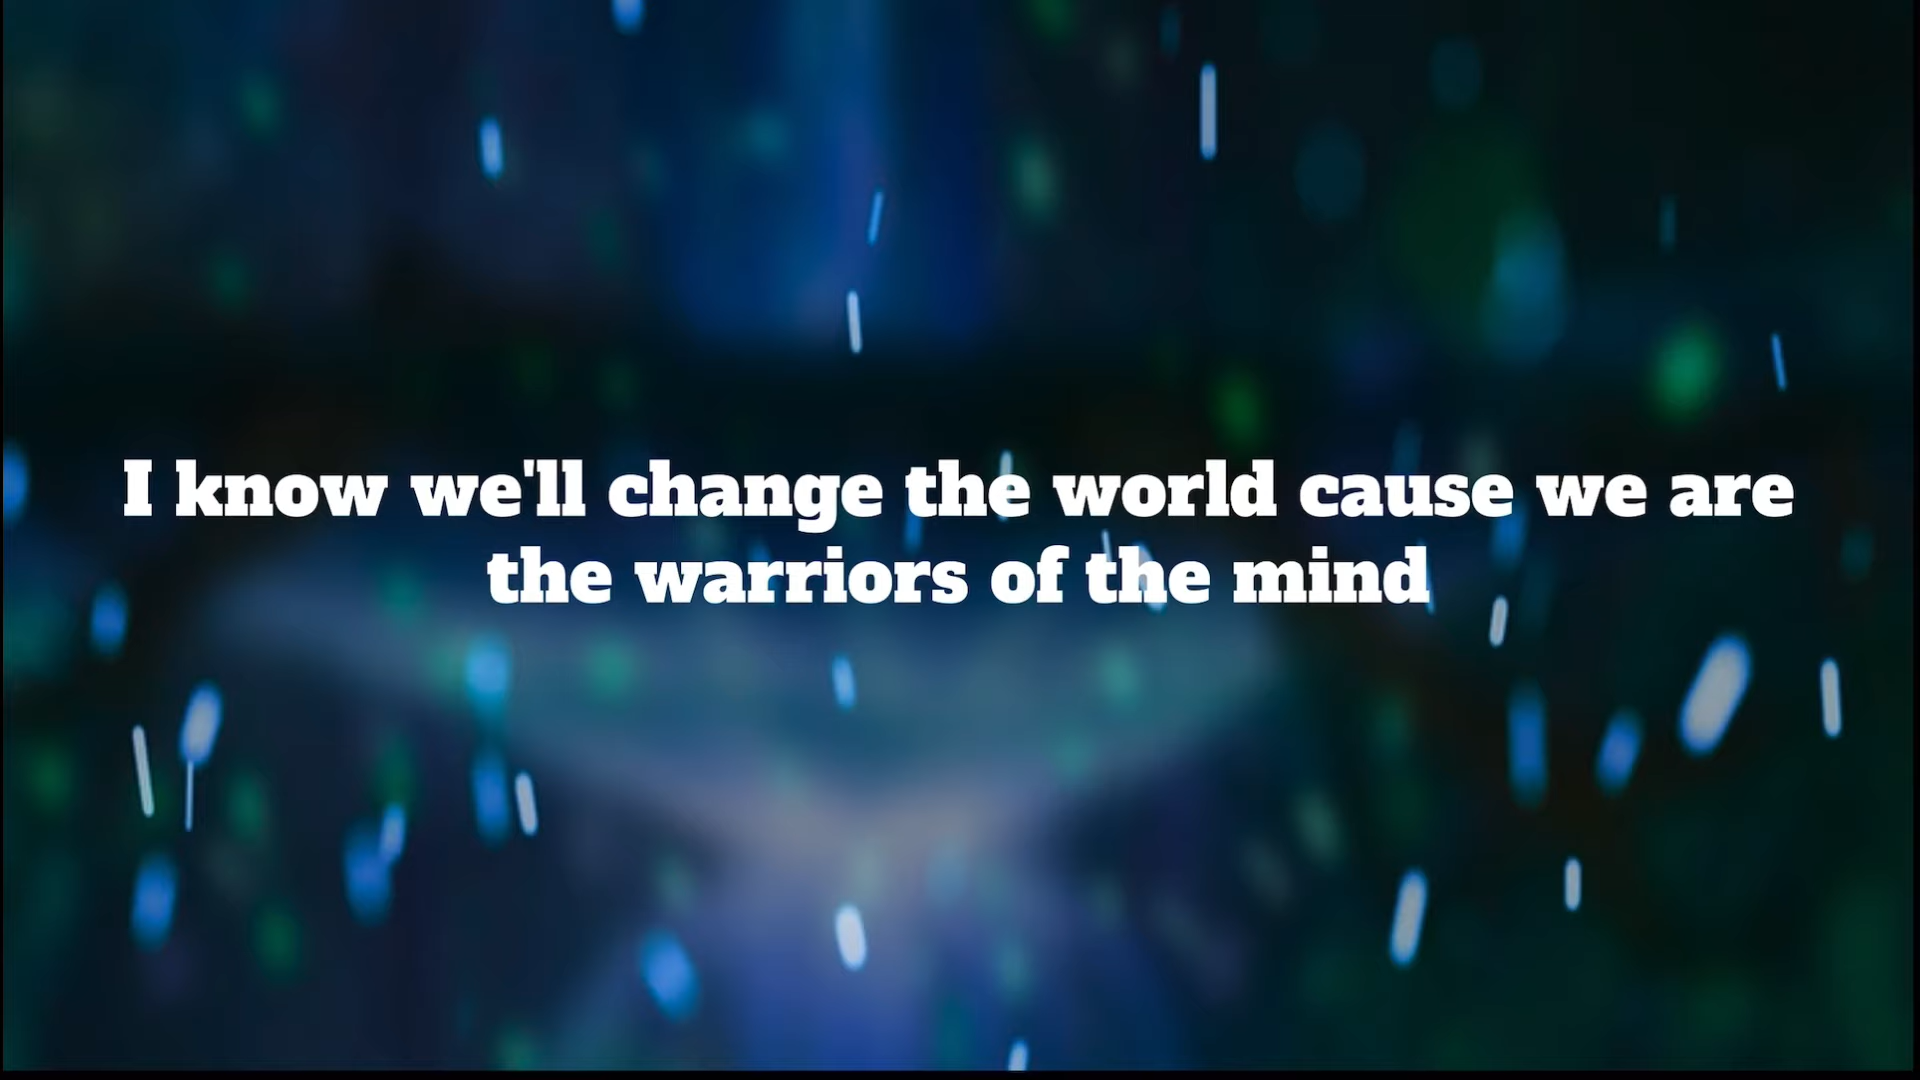 I know we'll change the world cause we are
the warriors of the mind